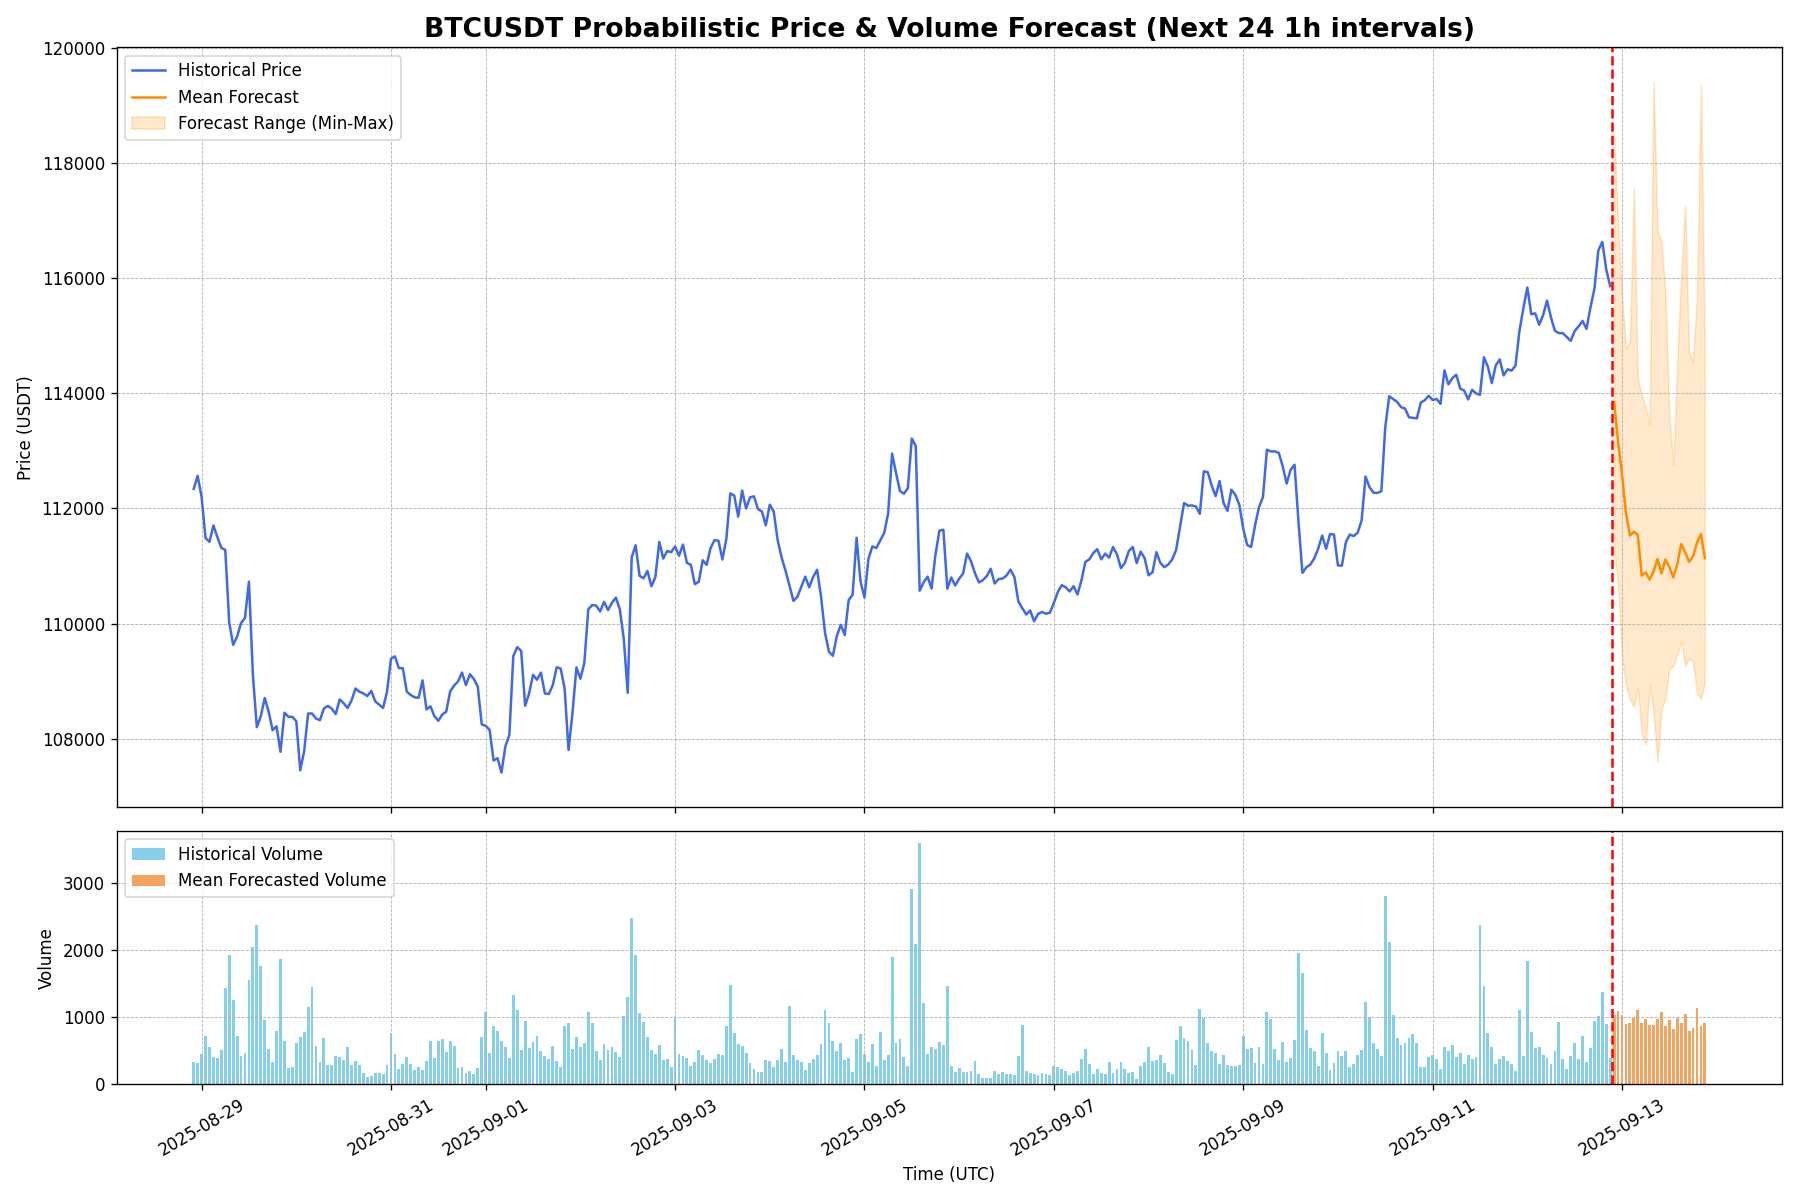 BTCUSDT Probabilistic Price & Volume Forecast (Next 24 1h intervals)
Historical Price
Mean Forecast
Forecast Range (Min-Max)
Price (USDT)
120000
118000
116000
114000
112000
110000
108000
Historical Volume
Mean Forecasted Volume
Volume
3000
2000
1000
0
2025-08-29
2025-08-31
2025-09-01
2025-09-03
2025-09-05
2025-09-07
2025-09-09
2025-09-11
2025-09-13
Time (UTC)